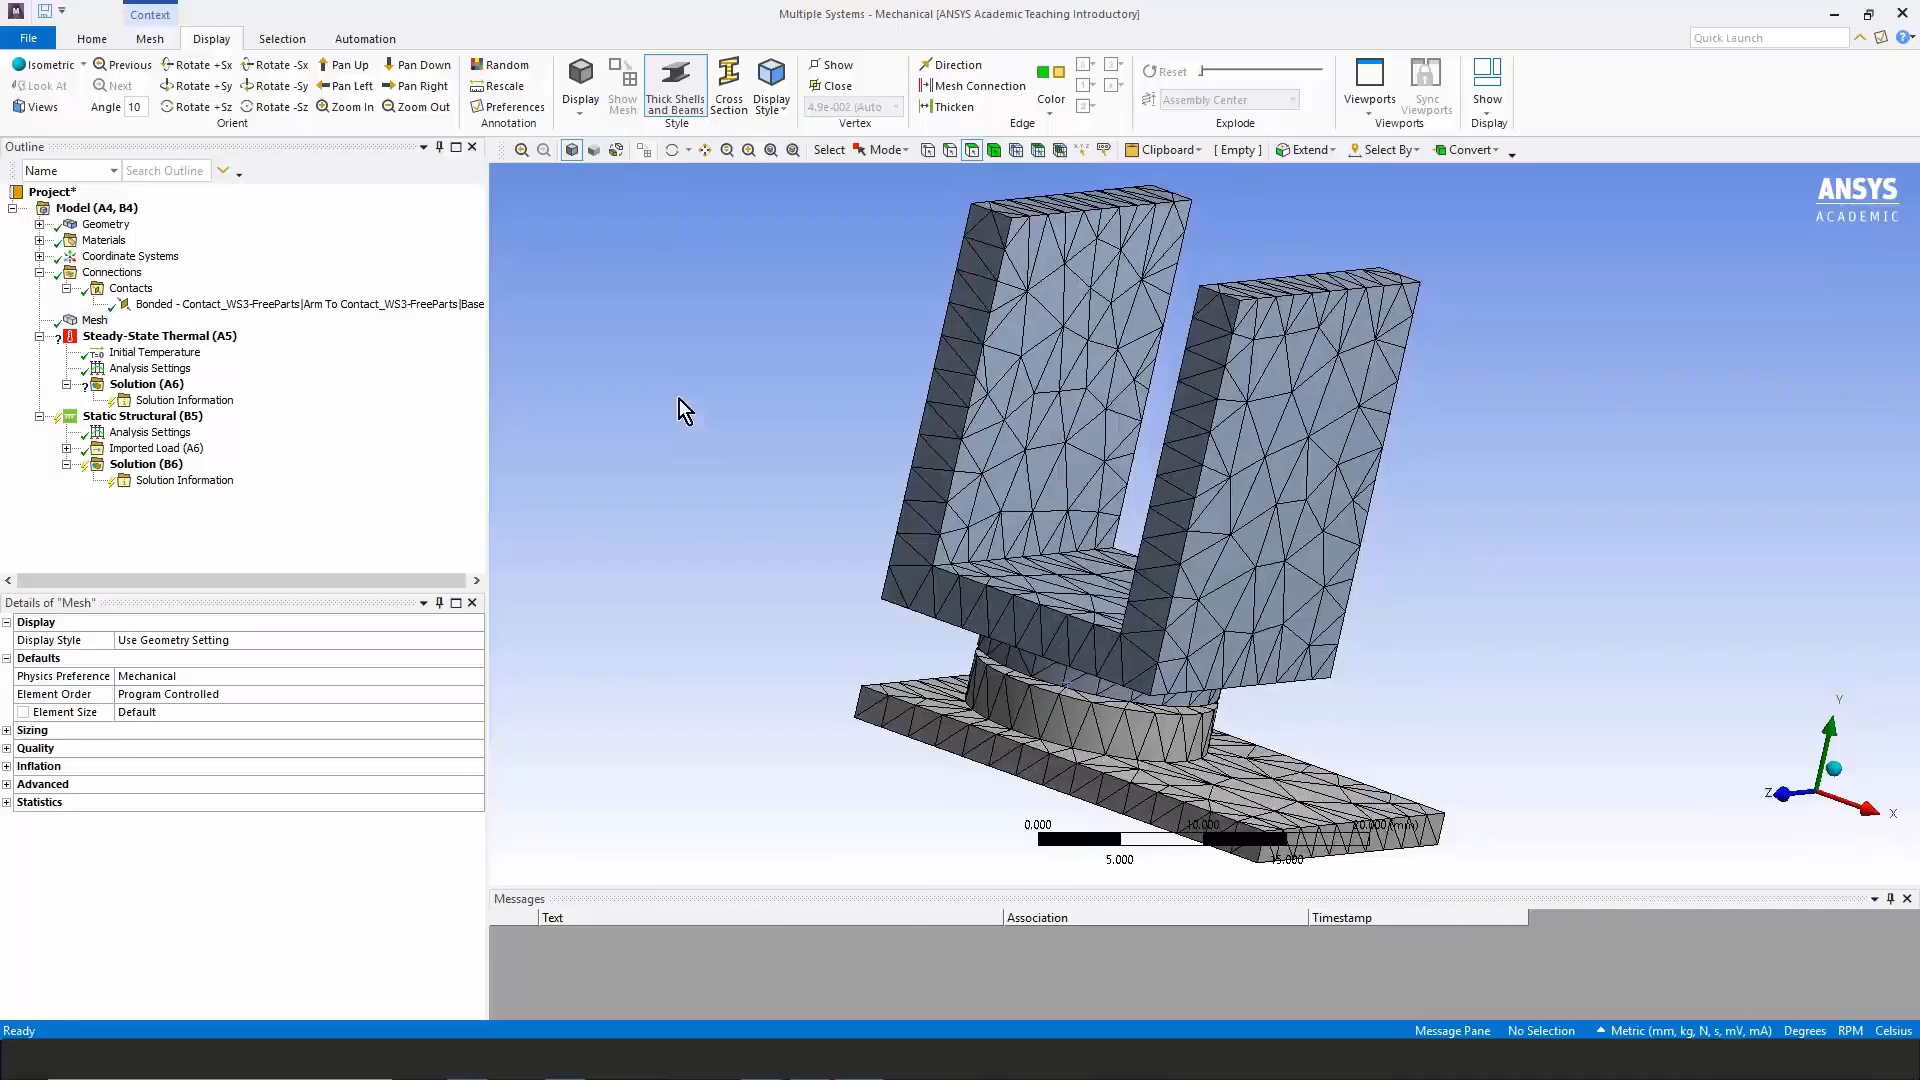 Context
Multiple Systems - Mechanical [ANSYS Academic Teaching Introductory]
File Home Mesh Display Selection Automation
Quick Launch
Isometric Previous Rotate +Sx Rotate -Sx Pan Up Pan Down
Look At Next Rotate +Sy Rotate -Sy Pan Left Pan Right
Views Angle 10 Rotate +Sz Rotate -Sz Zoom In Zoom Out
Orient
Random
Rescale
Preferences
Annotation
Display
Show Mesh
Thick Shells and Beams
Cross Section
Display Style
Style
Show
Close
4.9e-002 (Auto
Vertex
Direction
Mesh Connection
Thicken
Color
Edge
Reset
Assembly Center
Explode
Viewports
Sync Viewports
Viewports
Show
Display
Select Mode Clipboard [ Empty ] Extend Select By Convert
Outline
Name Search Outline
Project*
Model (A4, B4)
Geometry
Materials
Coordinate Systems
Connections
Contacts
Bonded - Contact_WS3-FreeParts|Arm To Contact_WS3-FreeParts|Base
Mesh
Steady-State Thermal (A5)
Initial Temperature
Analysis Settings
Solution (A6)
Solution Information
Static Structural (B5)
Analysis Settings
Imported Load (A6)
Solution (B6)
Solution Information
Details of "Mesh"
Display
Display Style Use Geometry Setting
Defaults
Physics Preference Mechanical
Element Order Program Controlled
Element Size Default
Sizing
Quality
Inflation
Advanced
Statistics
ANSYS
ACADEMIC
Y
Z
X
0.000 10.000 20.000 (mm)
5.000 15.000
Messages
Text Association Timestamp
Ready
Message Pane No Selection Metric (mm, kg, N, s, mV, mA) Degrees RPM Celsius